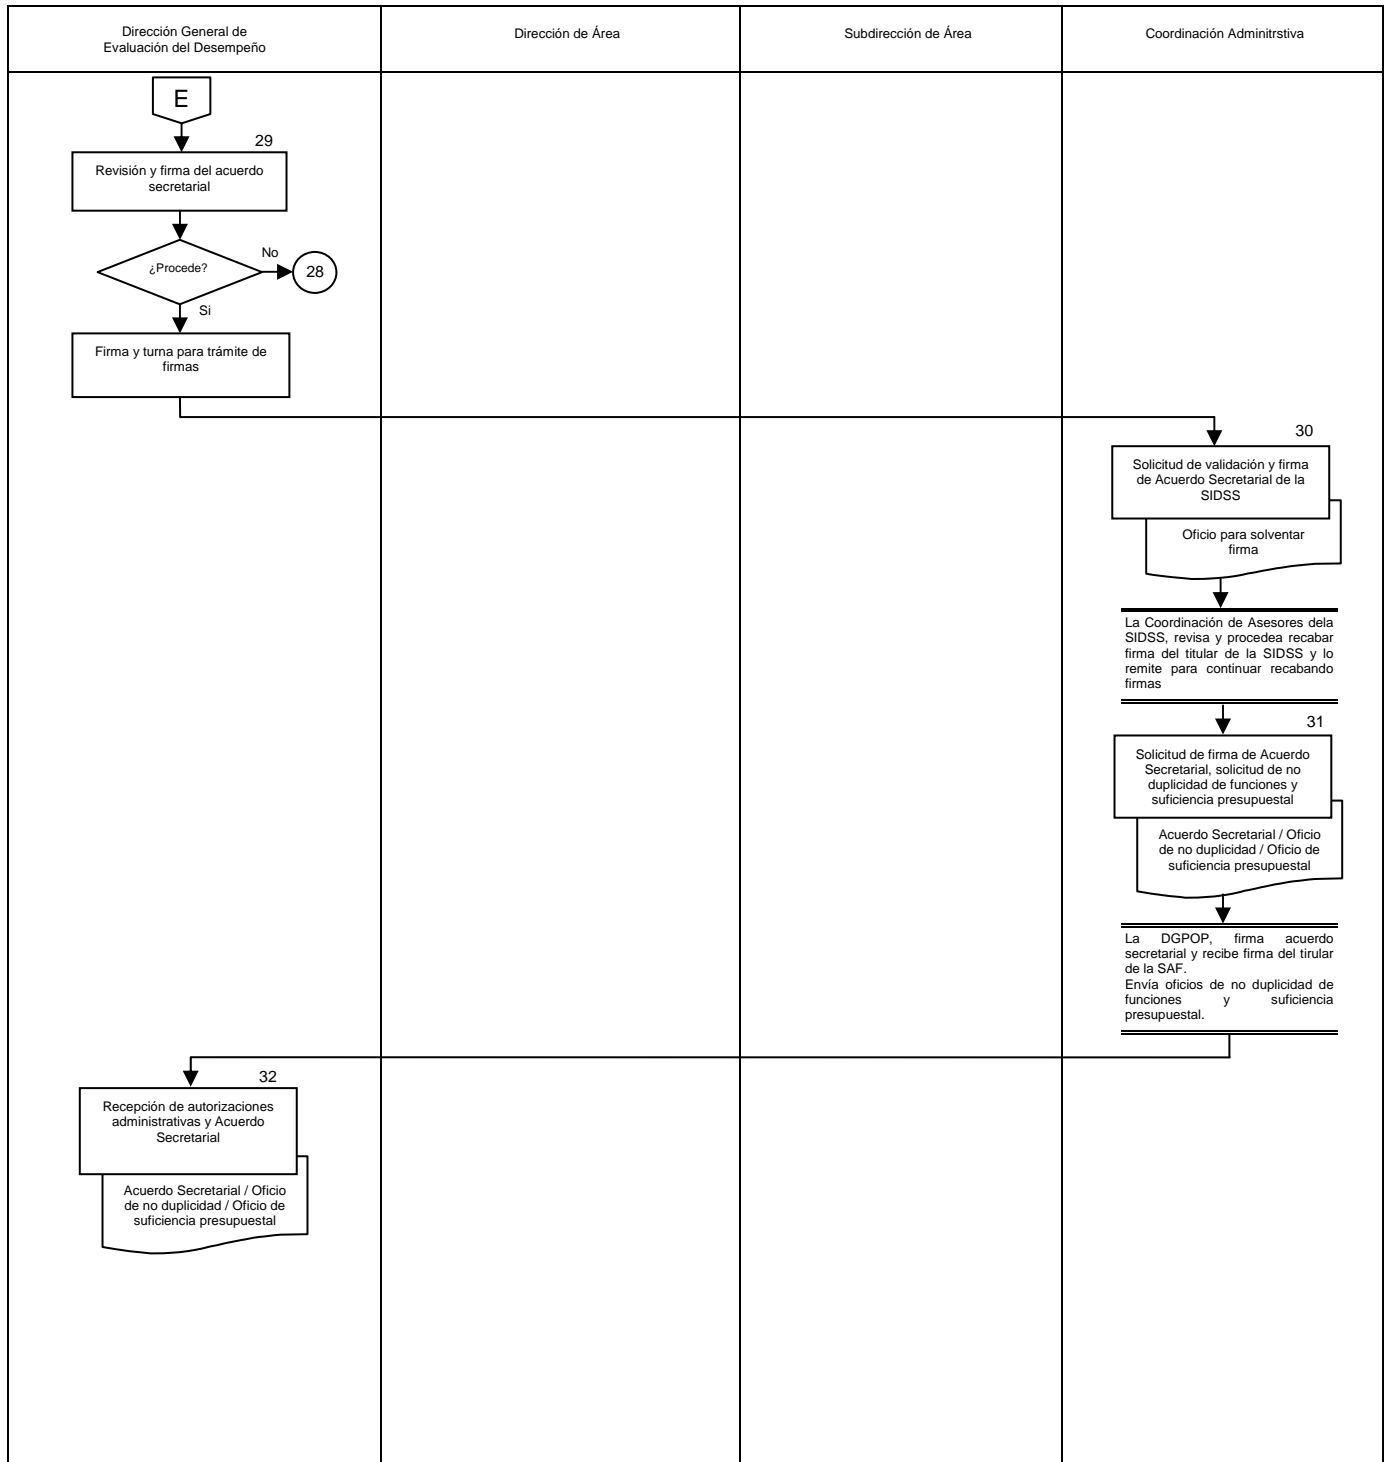 Dirección General de
Evaluación del Desempeño
Dirección de Área
Subdirección de Área
Coordinación Adminitrstiva
E
29
Revisión y firma del acuerdo
secretarial
¿Procede?
No
28
Si
Firma y turna para trámite de
firmas
30
Solicitud de validación y firma
de Acuerdo Secretarial de la
SIDSS
Oficio para solventar
firma
La Coordinación de Asesores dela
SIDSS, revisa y procedea recabar
firma del titular de la SIDSS y lo
remite para continuar recabando
firmas
31
Solicitud de firma de Acuerdo
Secretarial, solicitud de no
duplicidad de funciones y
suficiencia presupuestal
Acuerdo Secretarial / Oficio
de no duplicidad / Oficio de
suficiencia presupuestal
La DGPOP, firma acuerdo
secretarial y recibe firma del tirular
de la SAF.
Envía oficios de no duplicidad de
funciones y suficiencia
presupuestal.
32
Recepción de autorizaciones
administrativas y Acuerdo
Secretarial
Acuerdo Secretarial / Oficio
de no duplicidad / Oficio de
suficiencia presupuestal